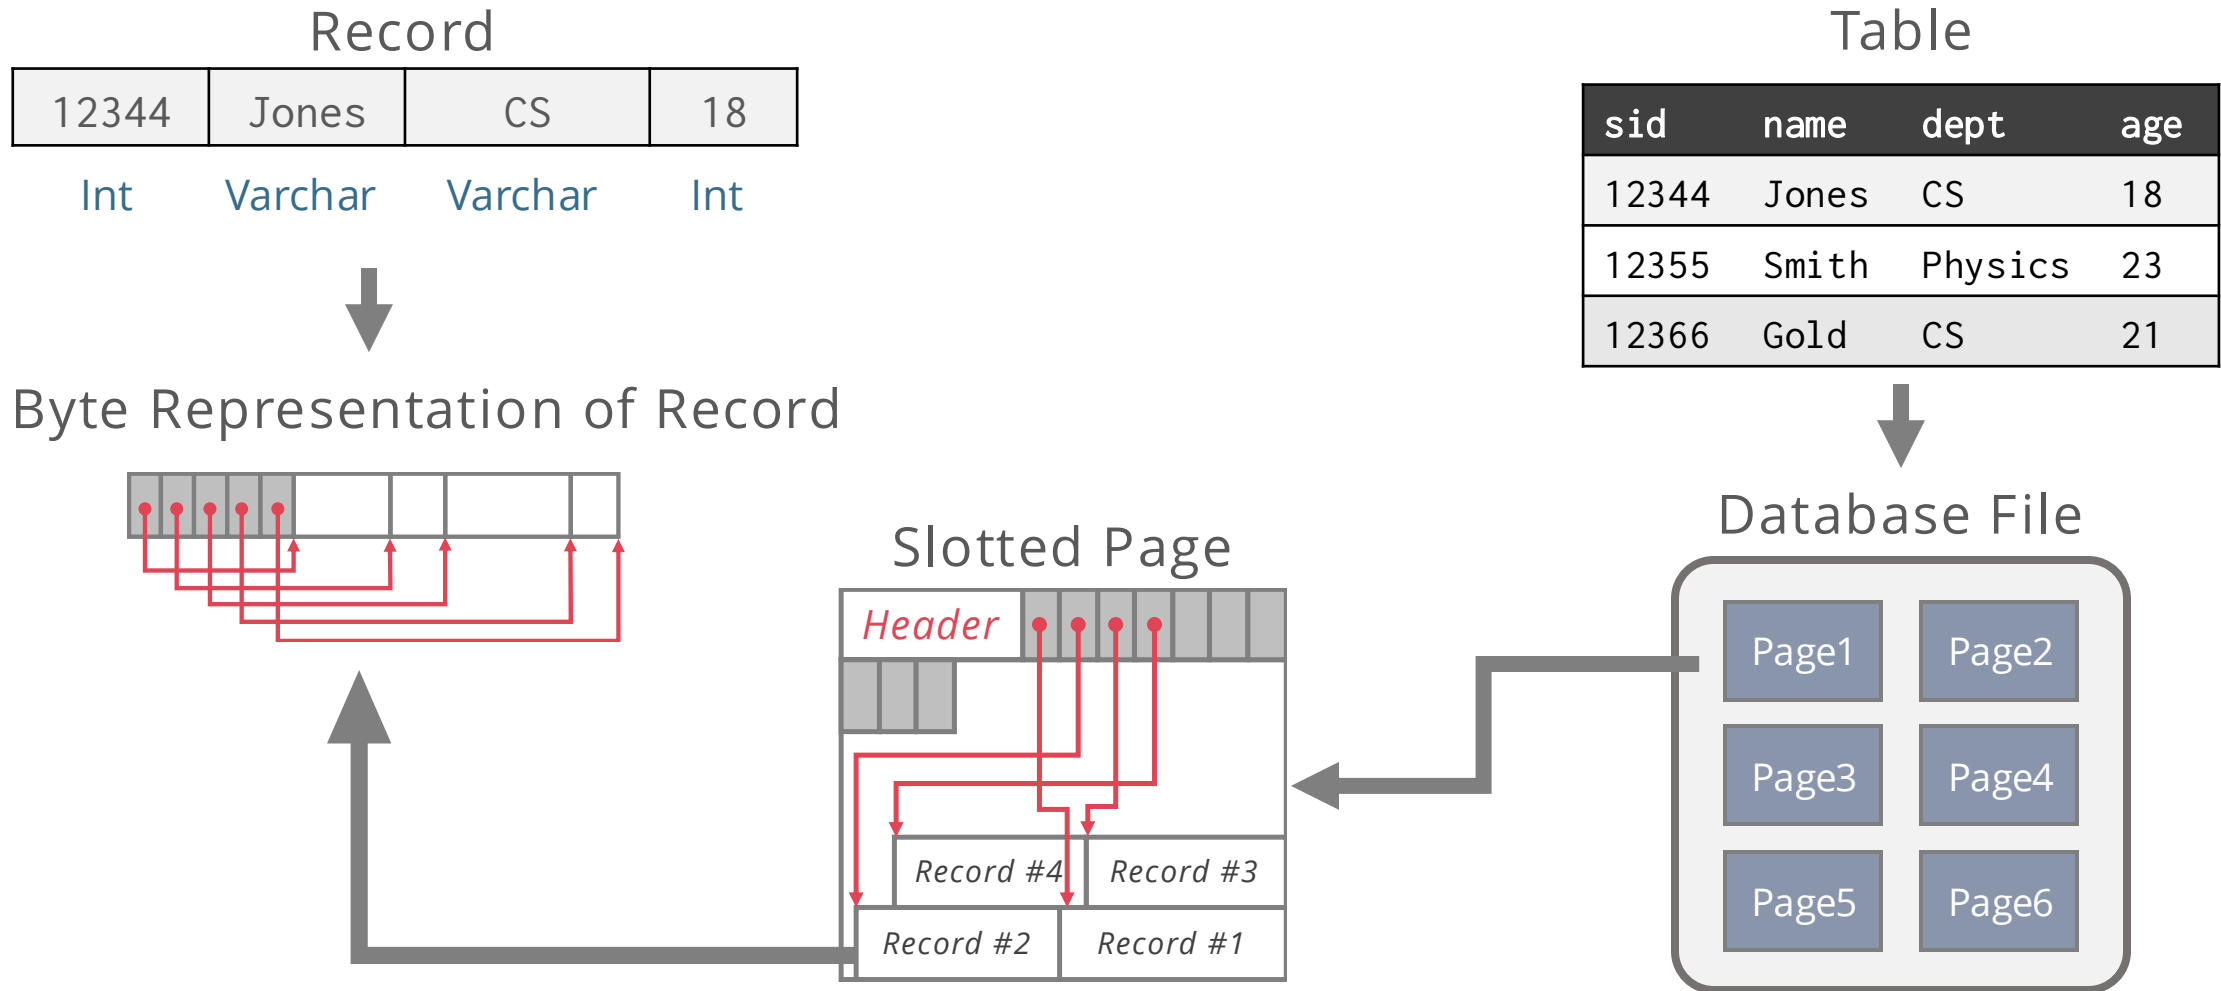 Record
12344 Jones CS 18
Int Varchar Varchar Int
Byte Representation of Record
Table
sid name dept age
12344 Jones CS 18
12355 Smith Physics 23
12366 Gold CS 21
Slotted Page
Header
Record #4 Record #3
Record #2 Record #1
Database File
Page1 Page2
Page3 Page4
Page5 Page6